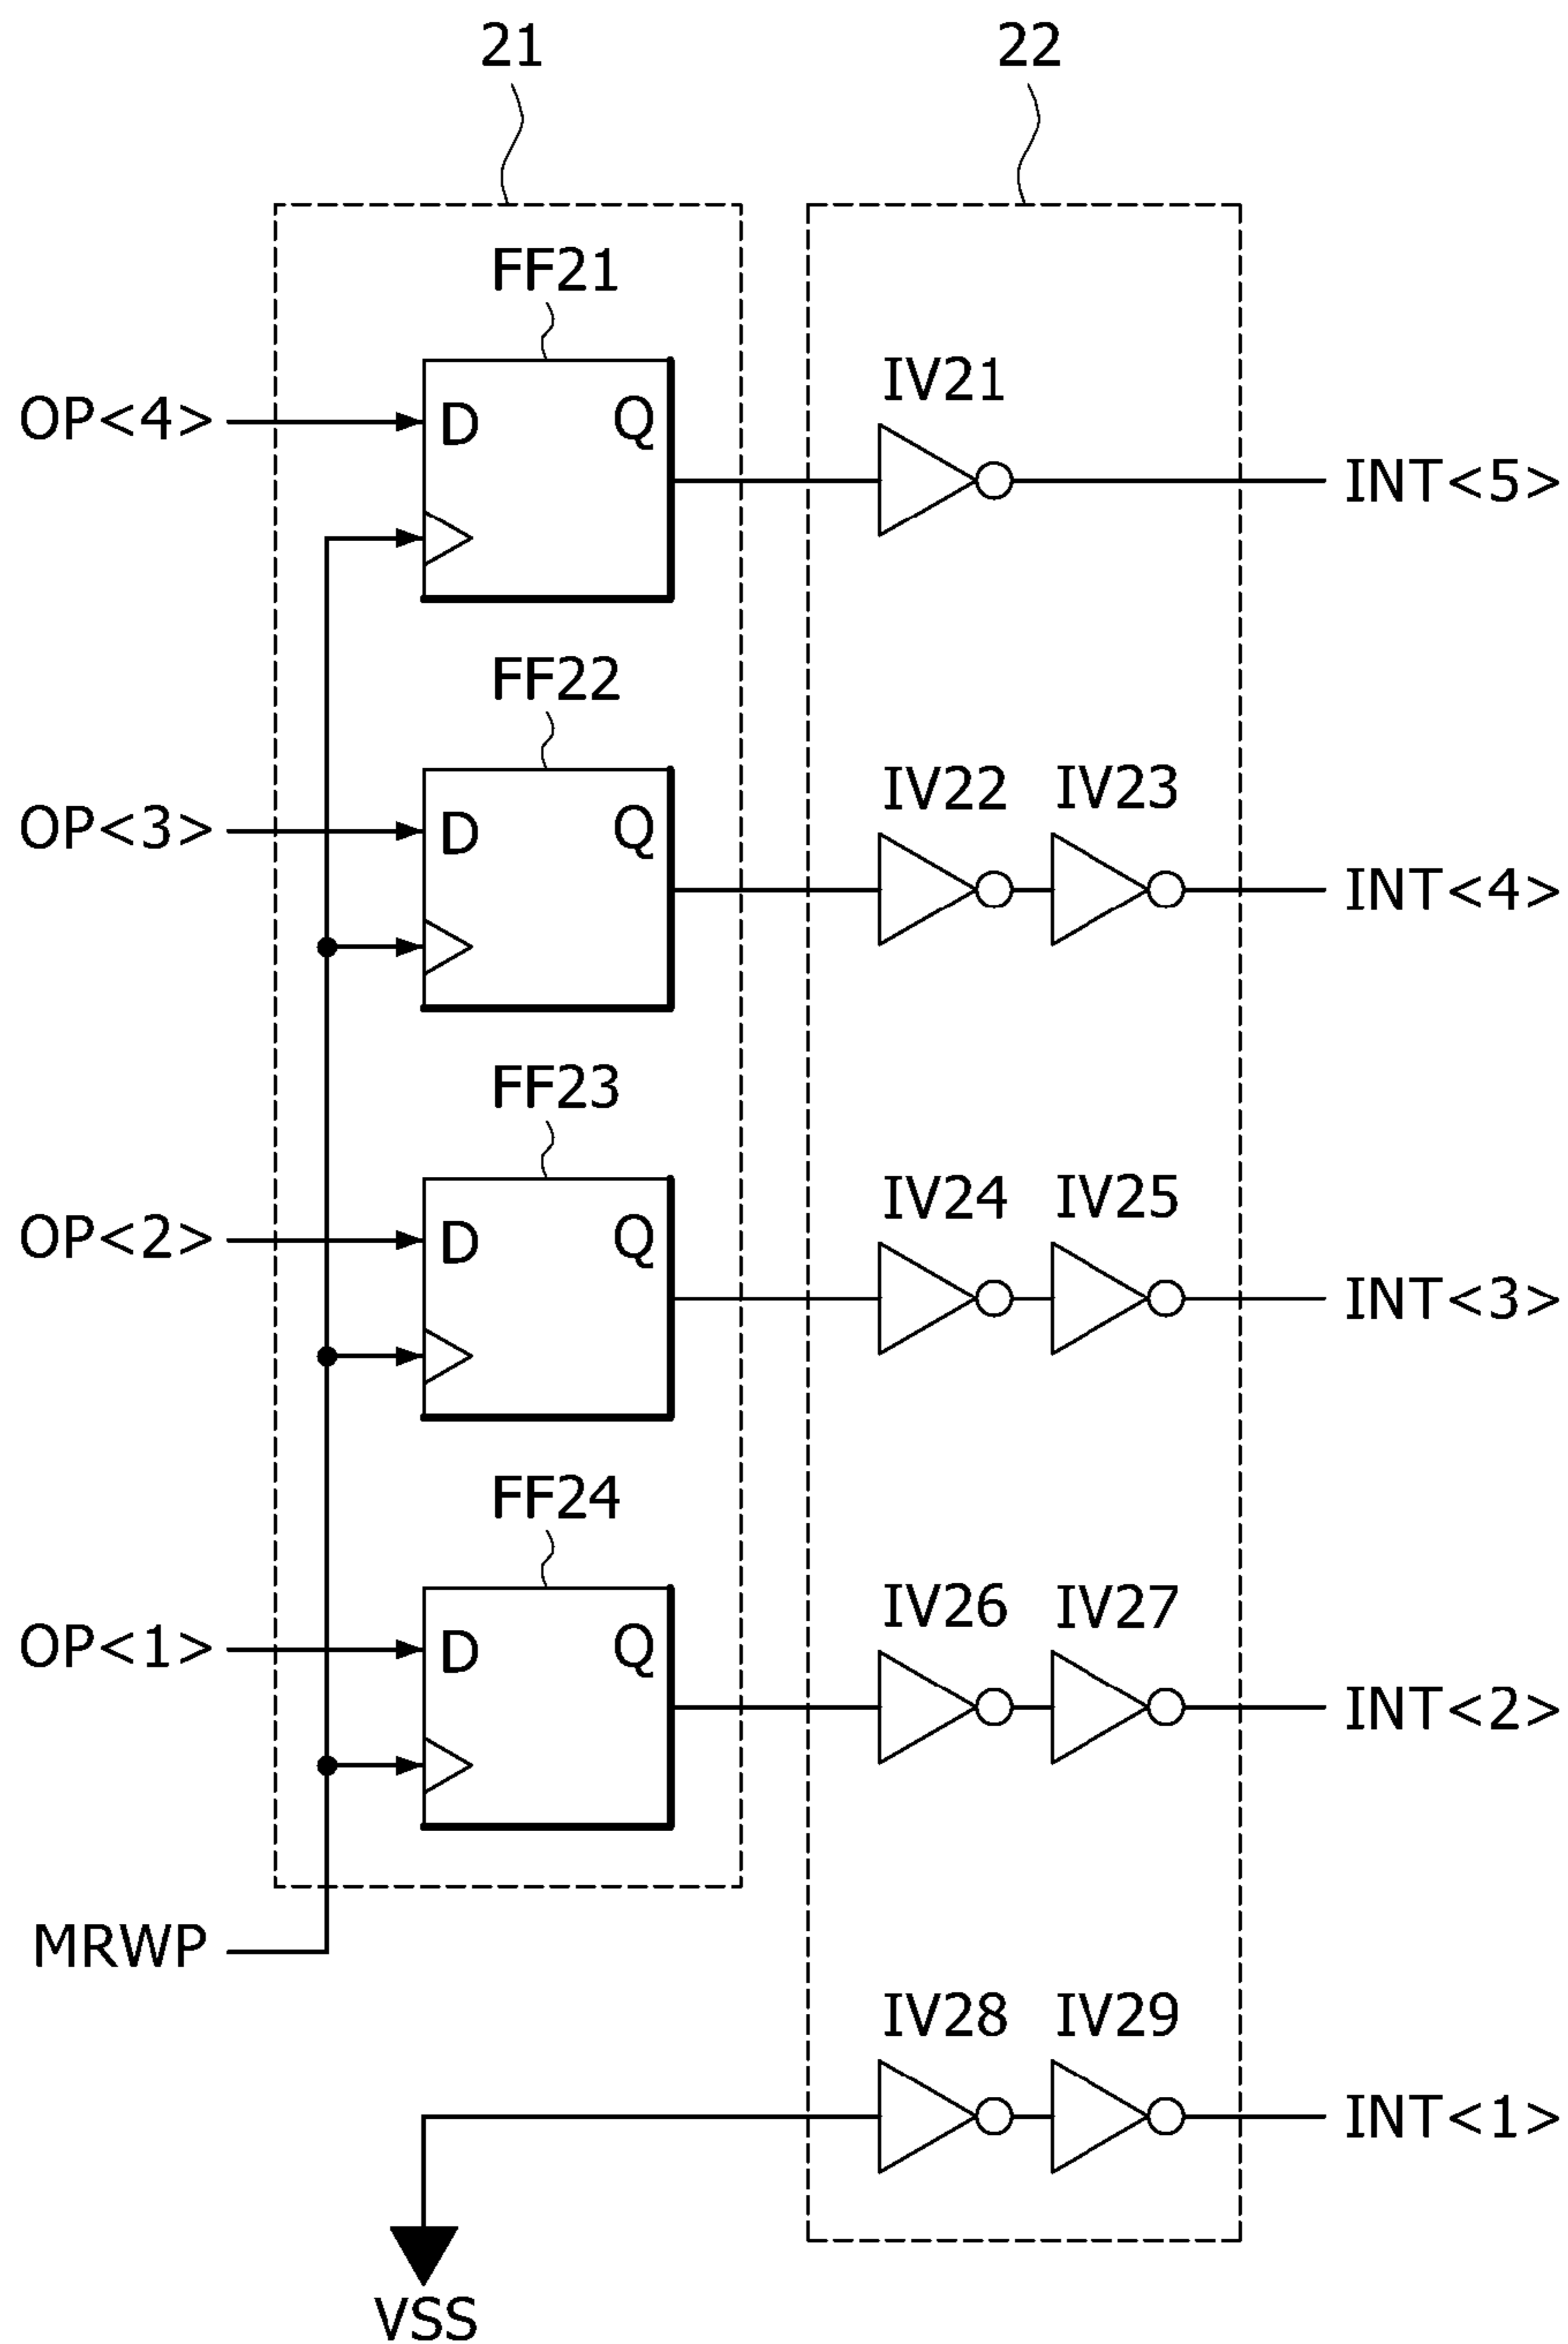 21
22
FF21
OP<4>
D
Q
IV21
INT<5>
FF22
OP<3>
D
Q
IV22
IV23
INT<4>
FF23
OP<2>
D
Q
IV24
IV25
INT<3>
FF24
OP<1>
D
Q
IV26
IV27
INT<2>
MRWP
IV28
IV29
INT<1>
VSS